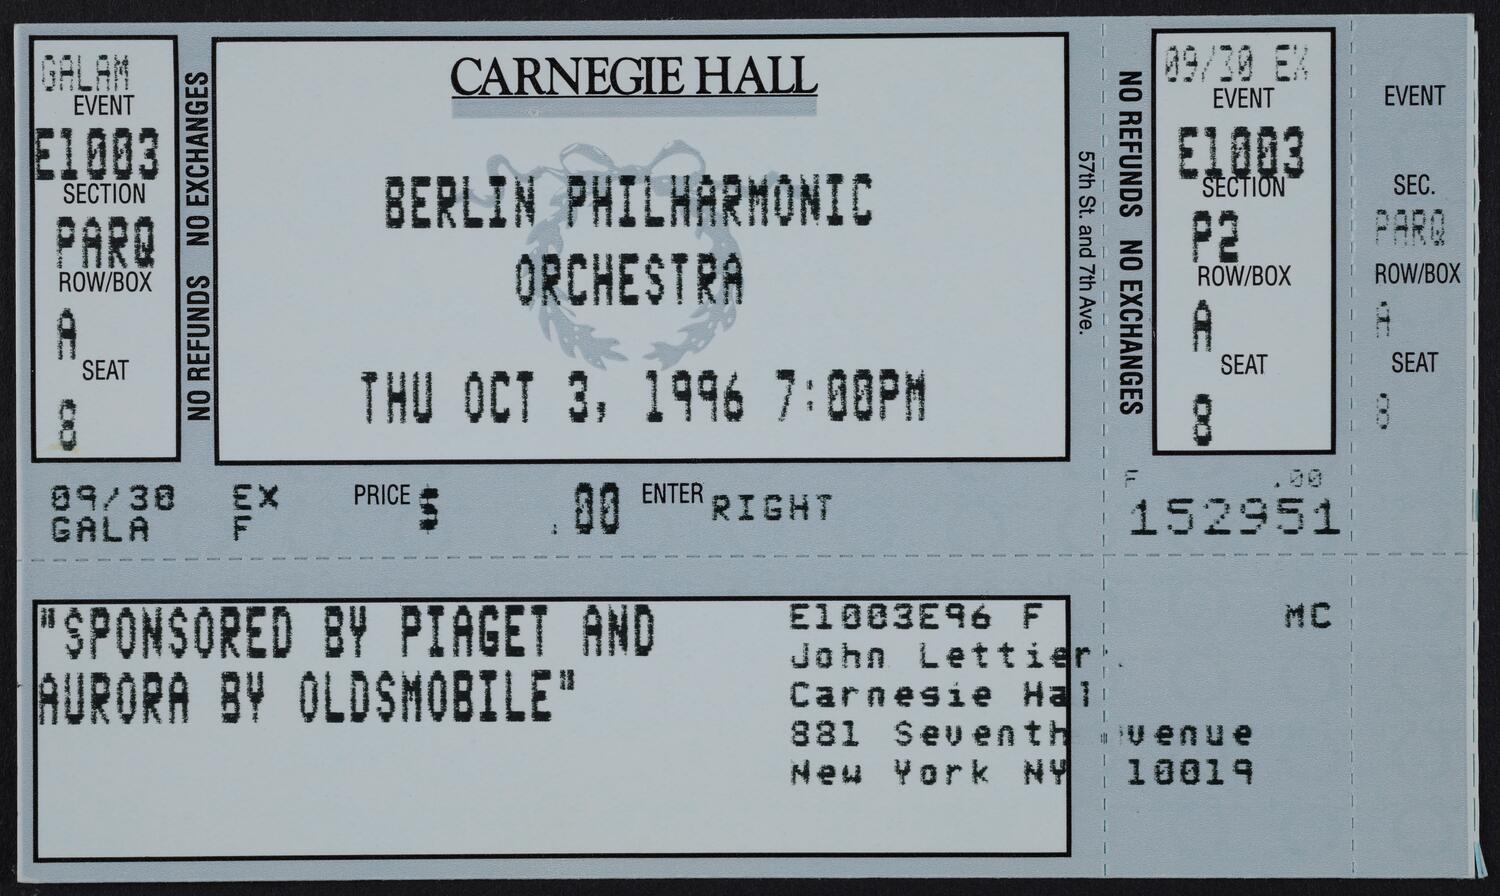 GALAM
EVENT
E1003
SECTION
PARQ
ROW/BOX
A
SEAT
8
NO REFUNDS NO EXCHANGES
CARNEGIE HALL
BERLIN PHILHARMONIC
ORCHESTRA
THU OCT 3, 1996 7:00PM
57th St. and 7th Ave.
NO REFUNDS NO EXCHANGES
09/30 EX
EVENT
E1003
SECTION
P2
ROW/BOX
A
SEAT
8
EVENT
SEC.
PARQ
ROW/BOX
A
SEAT
8
09/30 EX PRICE $ .00 ENTER RIGHT
GALA F
F .00
152951
"SPONSORED BY PIAGET AND
AURORA BY OLDSMOBILE"
E1003E96 F MC
John Lettier
Carnegie Hal
881 Seventh venue
New York NY 10019